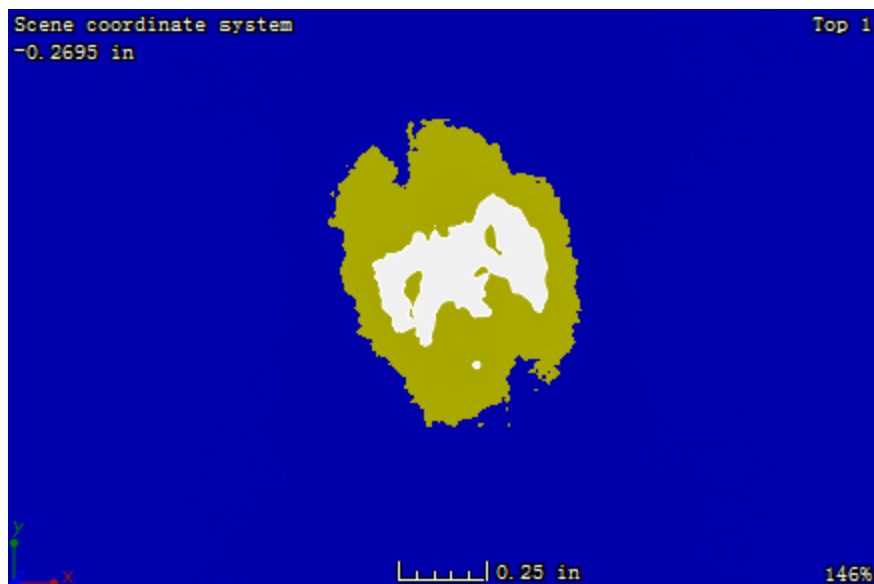 Scene coordinate system
Top 1
-0.2695 in
y
x
0.25 in
146%